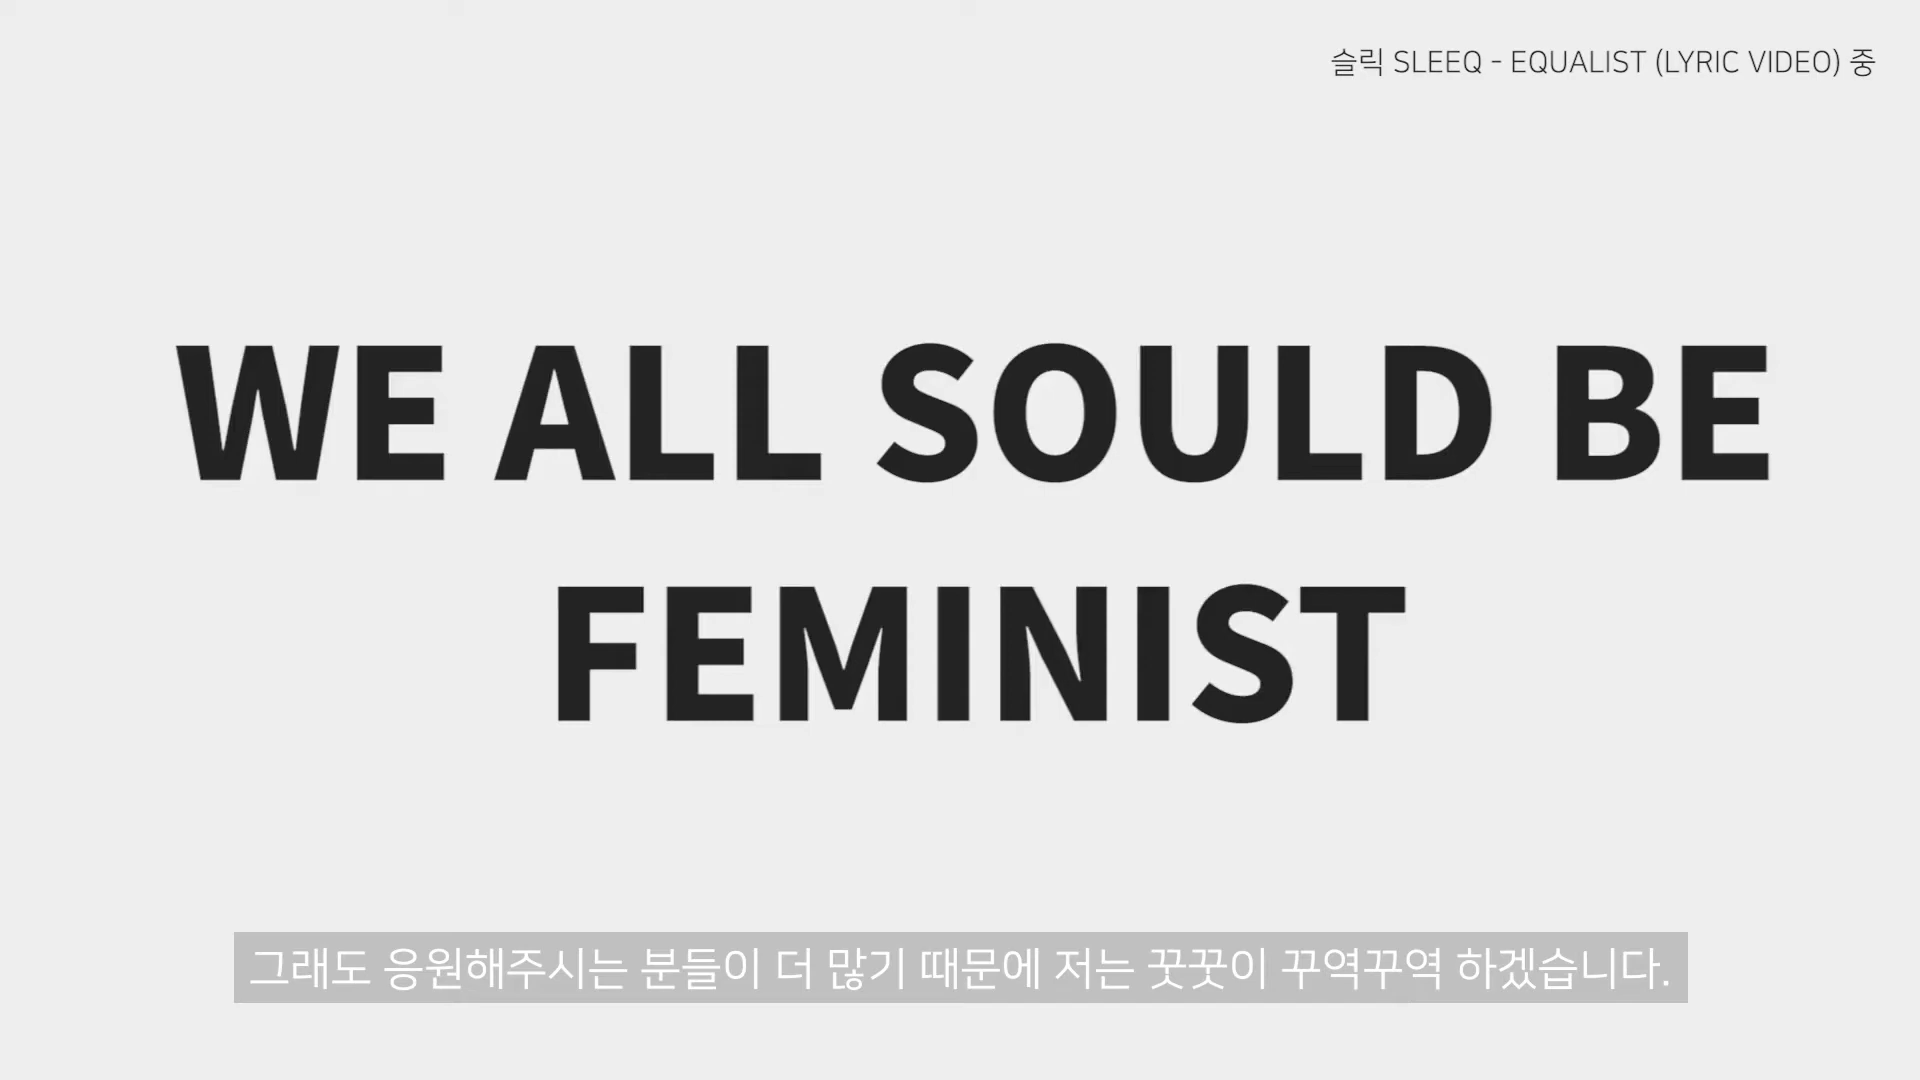 슬릭 SLEEQ - EQUALIST (LYRIC VIDEO) 중
WE ALL SOULD BE
FEMINIST
그래도 응원해주시는 분들이 더 많기 때문에 저는 꿋꿋이 꾸역꾸역 하겠습니다.